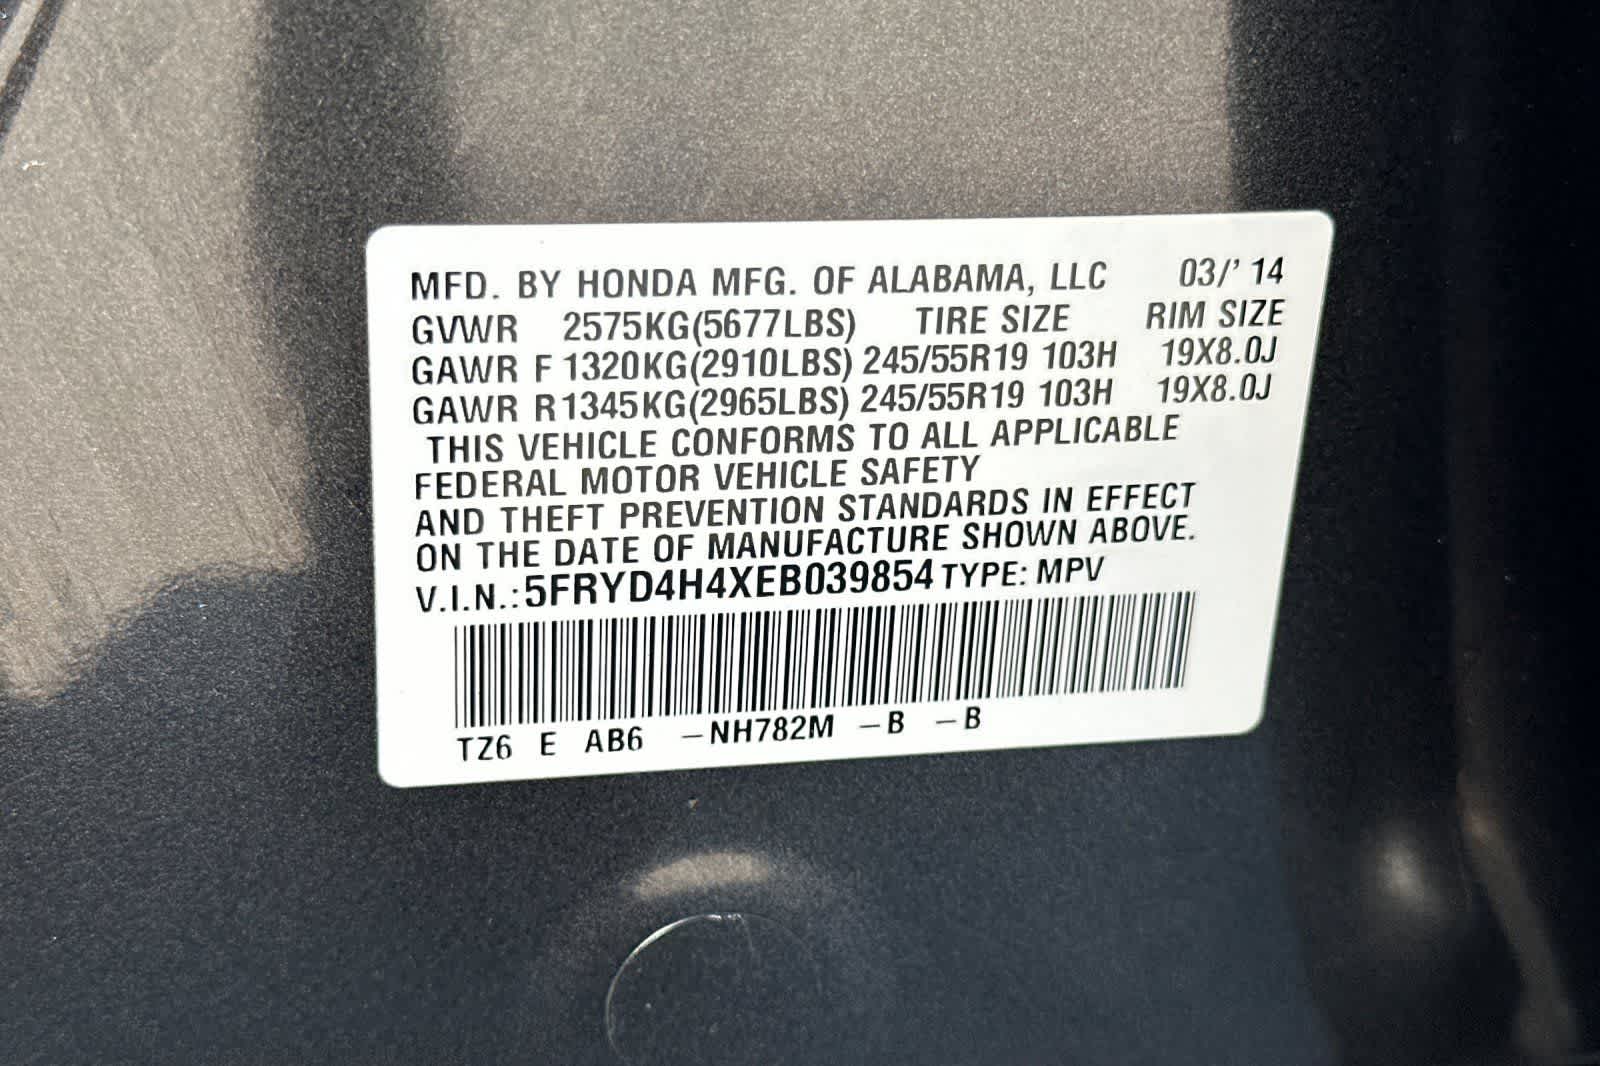 MFD. BY HONDA MFG. OF ALABAMA, LLC 03/' 14
GVWR 2575KG(5677LBS) TIRE SIZE RIM SIZE
GAWR F 1320KG(2910LBS) 245/55R19 103H 19X8.0J
GAWR R 1345KG(2965LBS) 245/55R19 103H 19X8.0J
THIS VEHICLE CONFORMS TO ALL APPLICABLE
FEDERAL MOTOR VEHICLE SAFETY
AND THEFT PREVENTION STANDARDS IN EFFECT
ON THE DATE OF MANUFACTURE SHOWN ABOVE.
V.I.N.: 5FRYD4H4XEB039854 TYPE: MPV
TZ6 E AB6 -NH782M -B -B